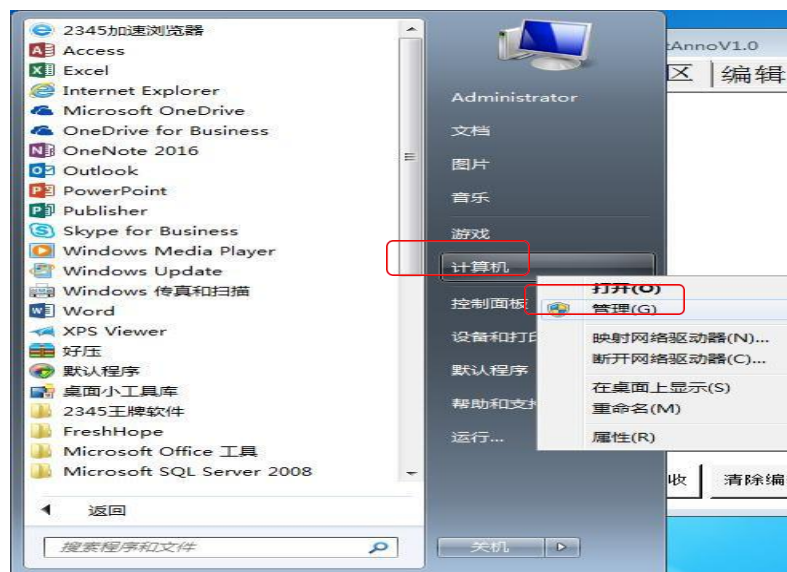 2345加速浏览器
Access
Excel
Internet Explorer
Microsoft OneDrive
OneDrive for Business
OneNote 2016
Outlook
PowerPoint
Publisher
Skype for Business
Windows Media Player
Windows Update
Windows 传真和扫描
Word
XPS Viewer
好压
默认程序
桌面小工具库
2345王牌软件
FreshHope
Microsoft Office 工具
Microsoft SQL Server 2008
返回
搜索程序和文件
Administrator
文档
图片
音乐
游戏
计算机
控制面板
设备和打印
默认程序
帮助和支持
运行...
关机
打开(O)
管理(G)
映射网络驱动器(N)...
断开网络驱动器(C)...
在桌面上显示(S)
重命名(M)
属性(R)
tAnnoV1.0
区 编辑
收 清除编